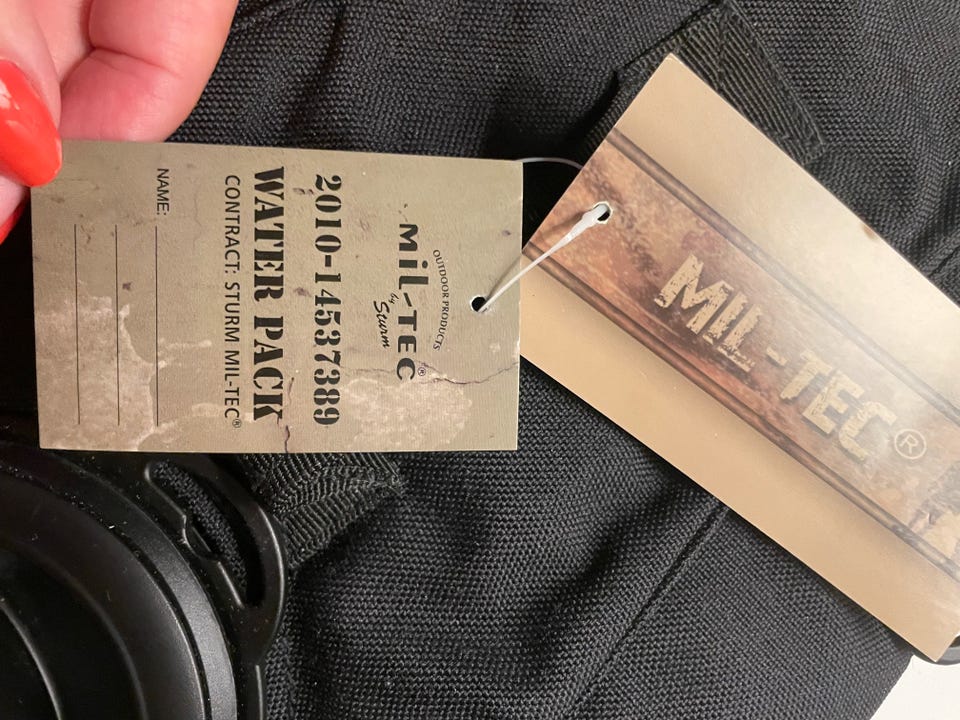 OUTDOOR PRODUCTS
MiL-TEC®
by Sturm
2010-14537389
WATER PACK
CONTRACT: STURM MIL-TEC®
NAME:
MIL-TEC®